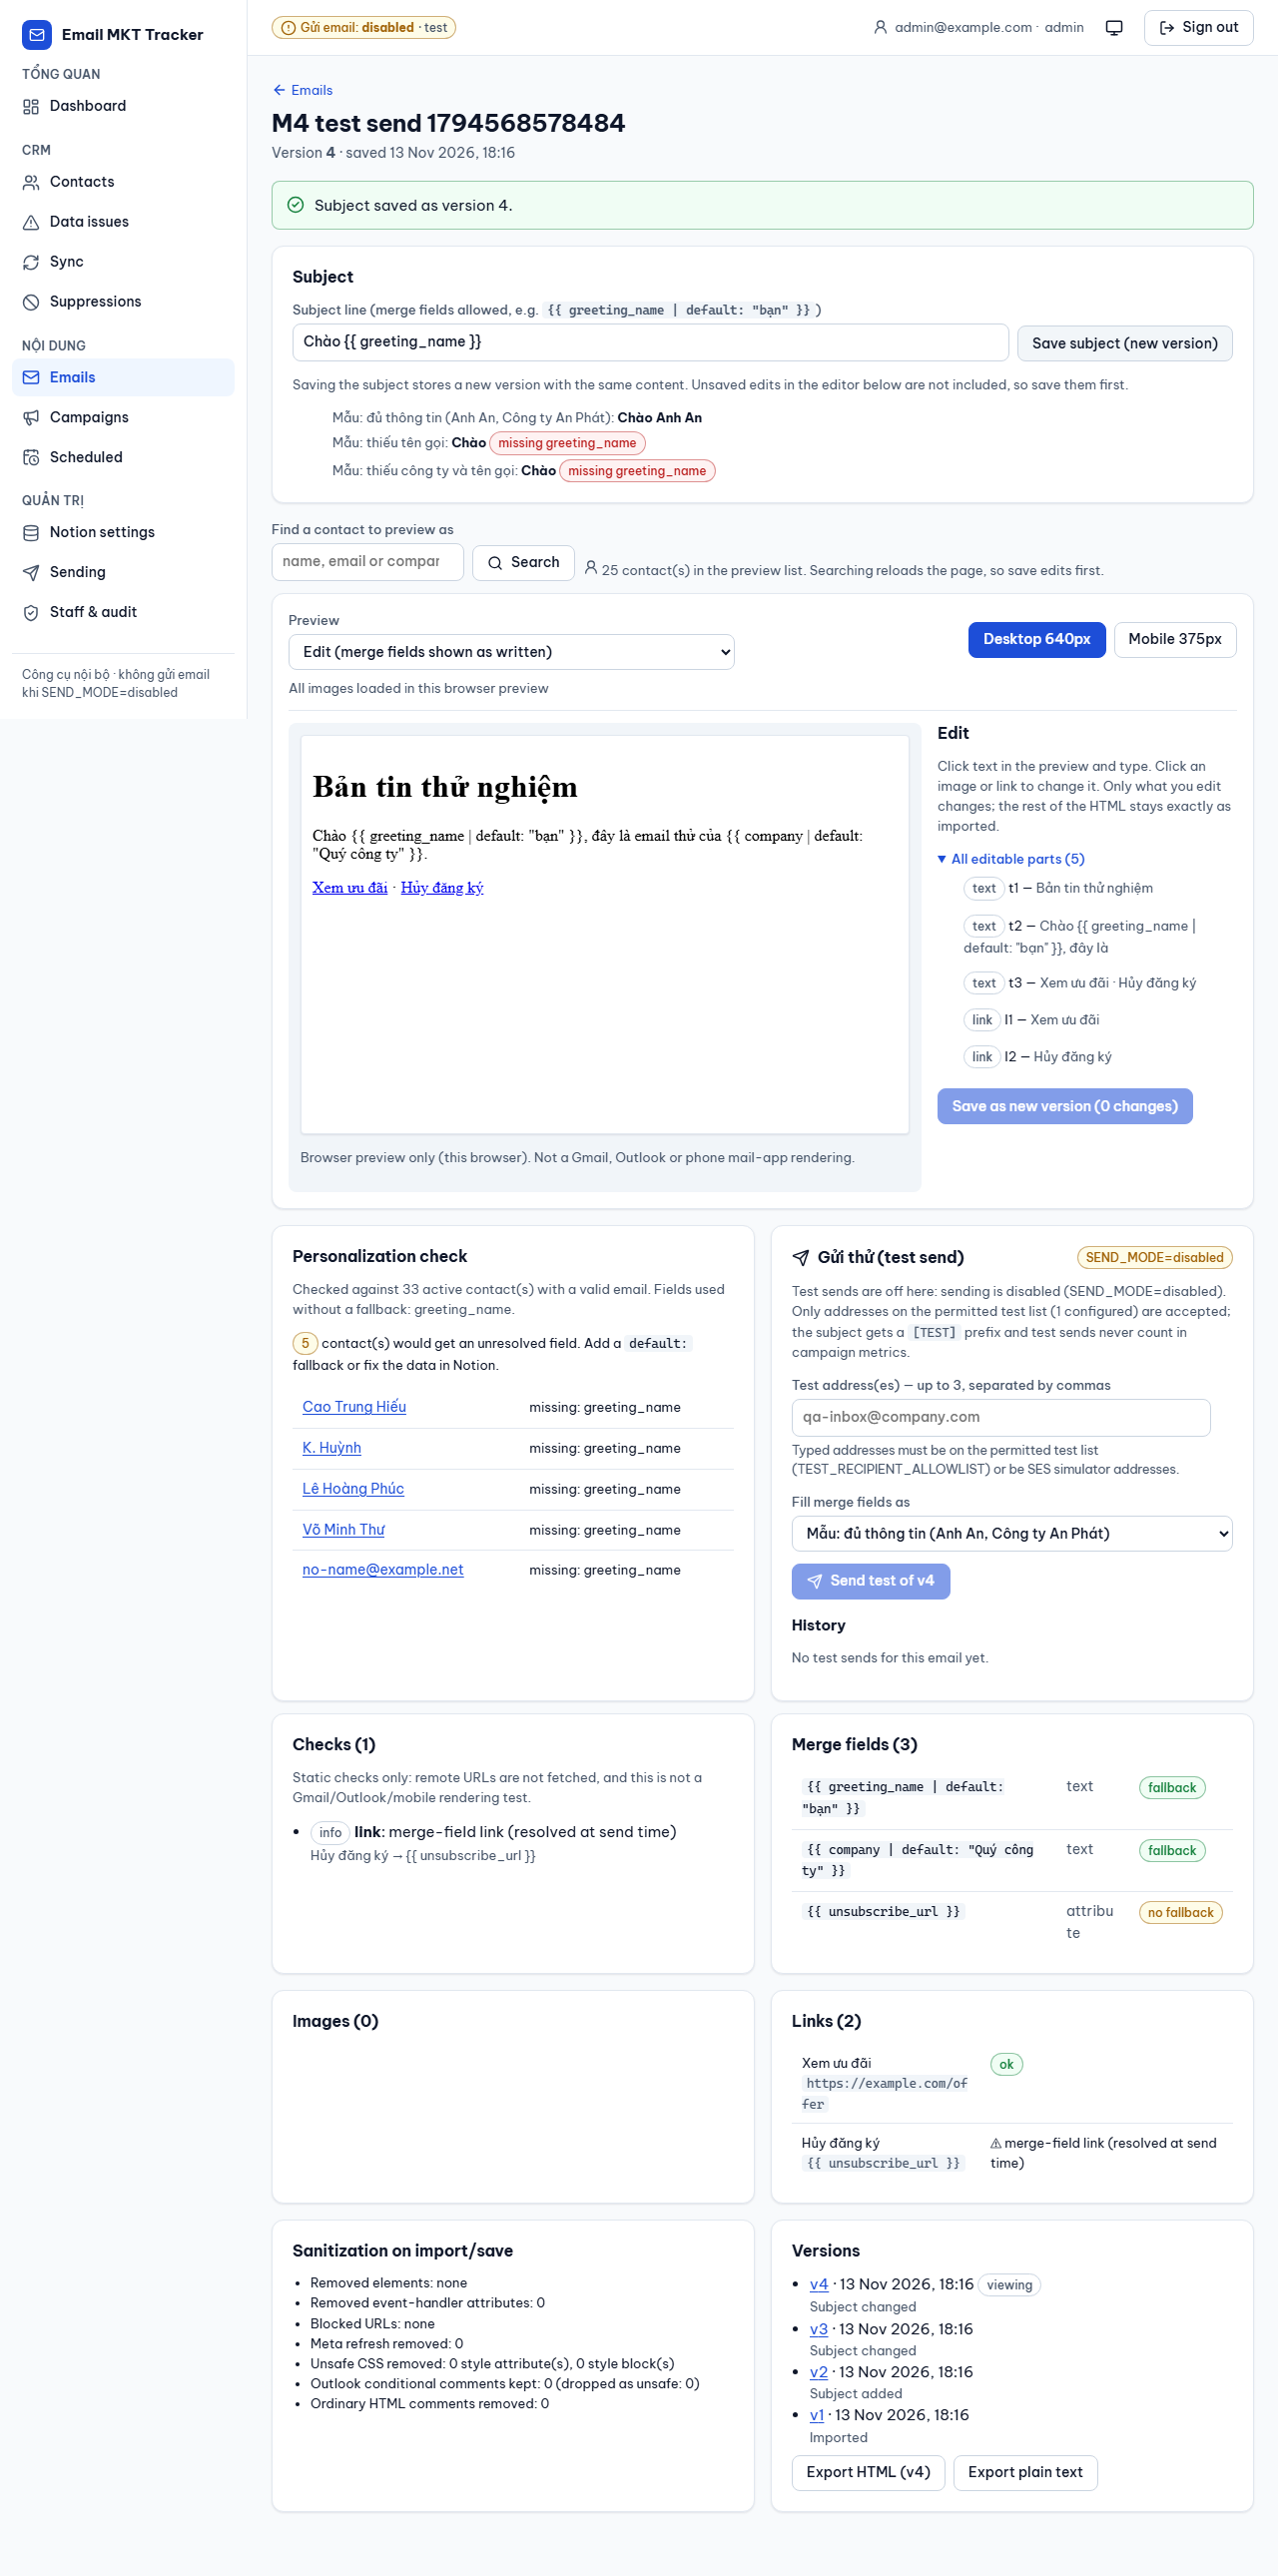 Email MKT Tracker
TỔNG QUAN
Dashboard
CRM
Contacts
Data issues
Sync
Suppressions
NỘI DUNG
Emails
Campaigns
Scheduled
QUẢN TRỊ
Notion settings
Sending
Staff & audit
Công cụ nội bộ · không gửi email
khi SEND_MODE=disabled
Gửi email: disabled · test
admin@example.com · admin
Sign out
Emails
M4 test send 1794568578484
Version 4 · saved 13 Nov 2026, 18:16
Subject saved as version 4.
Subject
Subject line (merge fields allowed, e.g. {{ greeting_name | default: "bạn" }} )
Chào {{ greeting_name }}
Save subject (new version)
Saving the subject stores a new version with the same content. Unsaved edits in the editor below are not included, so save them first.
Mẫu: đủ thông tin (Anh An, Công ty An Phát): Chào Anh An
Mẫu: thiếu tên gọi: Chào missing greeting_name
Mẫu: thiếu công ty và tên gọi: Chào missing greeting_name
Find a contact to preview as
name, email or compar
Search
25 contact(s) in the preview list. Searching reloads the page, so save edits first.
Preview
Edit (merge fields shown as written)
Desktop 640px
Mobile 375px
All images loaded in this browser preview
Bản tin thử nghiệm
Chào {{ greeting_name | default: "bạn" }}, đây là email thử của {{ company | default:
"Quý công ty" }}.
Xem ưu đãi · Hủy đăng ký
Browser preview only (this browser). Not a Gmail, Outlook or phone mail-app rendering.
Edit
Click text in the preview and type. Click an
image or link to change it. Only what you edit
changes; the rest of the HTML stays exactly as
imported.
▼ All editable parts (5)
text t1 — Bản tin thử nghiệm
text t2 — Chào {{ greeting_name |
default: "bạn" }}, đây là
text t3 — Xem ưu đãi · Hủy đăng ký
link l1 — Xem ưu đãi
link l2 — Hủy đăng ký
Save as new version (0 changes)
Personalization check
Checked against 33 active contact(s) with a valid email. Fields used
without a fallback: greeting_name.
5 contact(s) would get an unresolved field. Add a default:
fallback or fix the data in Notion.
Cao Trung Hiếu missing: greeting_name
K. Huỳnh missing: greeting_name
Lê Hoàng Phúc missing: greeting_name
Võ Minh Thư missing: greeting_name
no-name@example.net missing: greeting_name
Gửi thử (test send)
SEND_MODE=disabled
Test sends are off here: sending is disabled (SEND_MODE=disabled).
Only addresses on the permitted test list (1 configured) are accepted;
the subject gets a [TEST] prefix and test sends never count in
campaign metrics.
Test address(es) — up to 3, separated by commas
qa-inbox@company.com
Typed addresses must be on the permitted test list
(TEST_RECIPIENT_ALLOWLIST) or be SES simulator addresses.
Fill merge fields as
Mẫu: đủ thông tin (Anh An, Công ty An Phát)
Send test of v4
History
No test sends for this email yet.
Checks (1)
Static checks only: remote URLs are not fetched, and this is not a
Gmail/Outlook/mobile rendering test.
• info link: merge-field link (resolved at send time)
Hủy đăng ký → {{ unsubscribe_url }}
Merge fields (3)
{{ greeting_name | default: text fallback
"bạn" }}
{{ company | default: "Quý công text fallback
ty" }}
{{ unsubscribe_url }} attribu no fallback
te
Images (0)
Links (2)
Xem ưu đãi ok
https://example.com/of
fer
Hủy đăng ký ⚠ merge-field link (resolved at send
{{ unsubscribe_url }} time)
Sanitization on import/save
• Removed elements: none
• Removed event-handler attributes: 0
• Blocked URLs: none
• Meta refresh removed: 0
• Unsafe CSS removed: 0 style attribute(s), 0 style block(s)
• Outlook conditional comments kept: 0 (dropped as unsafe: 0)
• Ordinary HTML comments removed: 0
Versions
• v4 · 13 Nov 2026, 18:16 viewing
Subject changed
• v3 · 13 Nov 2026, 18:16
Subject changed
• v2 · 13 Nov 2026, 18:16
Subject added
• v1 · 13 Nov 2026, 18:16
Imported
Export HTML (v4)
Export plain text